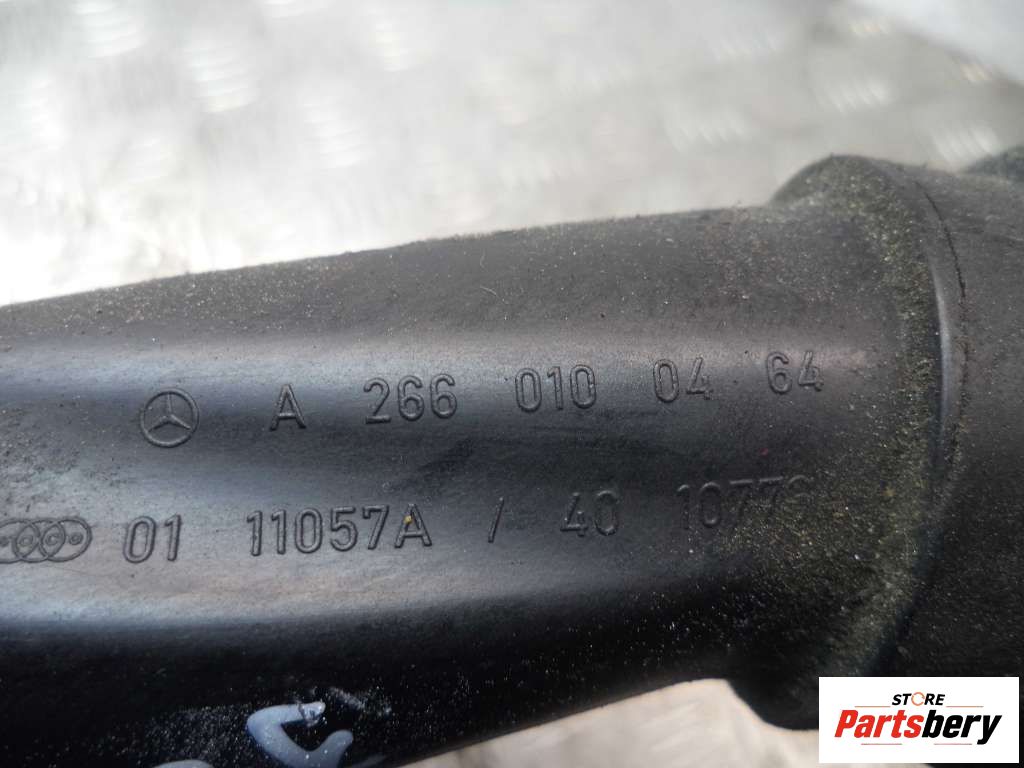 A 266 010 04 64
01 11057A / 40
STORE
Partsbery